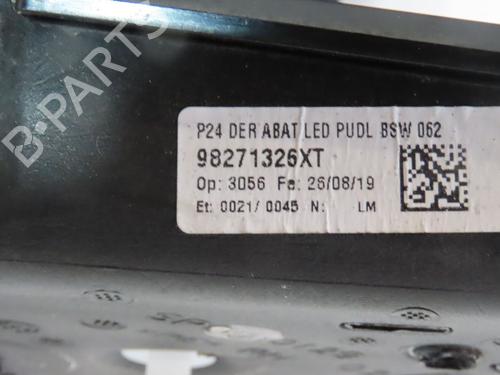 P24 DER ABAT LED PUDL BSW 062
98271326XT
Op: 3056 Fe: 26/08/19
Et: 0021/ 0045 N: LM
B-PARTS